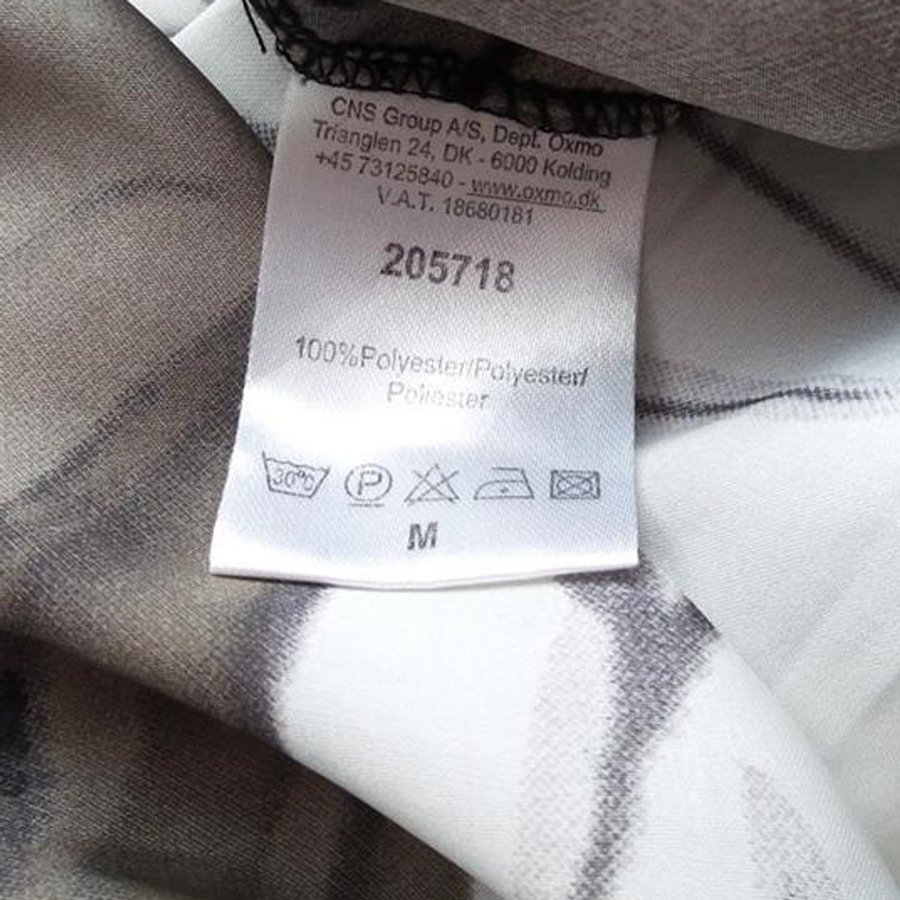 CNS Group A/S, Dept. Oxmo
Trianglen 24, DK - 6000 Kolding
+45 73125840 - www.oxmo.dk
V.A.T. 18680181
205718
100%Polyester/Polyester/
Poliester
30°C
P
M